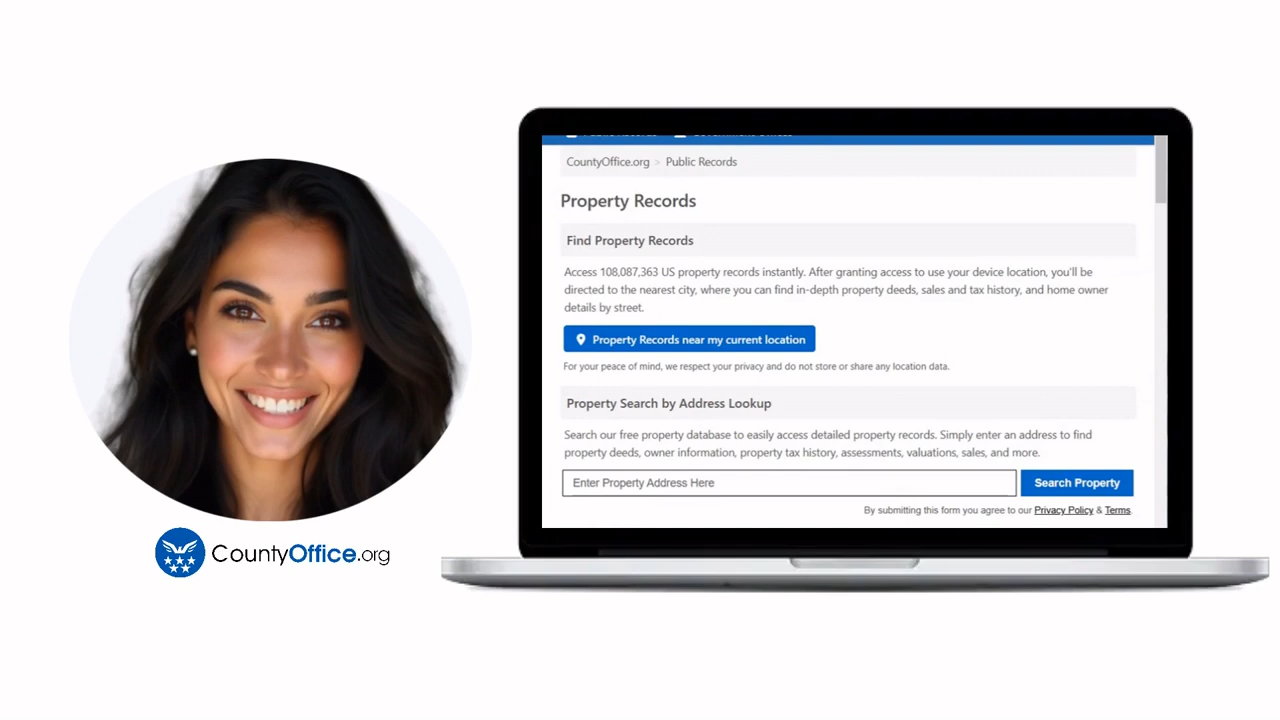 CountyOffice.org > Public Records
Property Records
Find Property Records
Access 108,087,363 US property records instantly. After granting access to use your device location, you'll be
directed to the nearest city, where you can find in-depth property deeds, sales and tax history, and home owner
details by street.
Property Records near my current location
For your peace of mind, we respect your privacy and do not store or share any location data.
Property Search by Address Lookup
Search our free property database to easily access detailed property records. Simply enter an address to find
property deeds, owner information, property tax history, assessments, valuations, sales, and more.
Enter Property Address Here
Search Property
By submitting this form you agree to our Privacy Policy & Terms.
CountyOffice.org